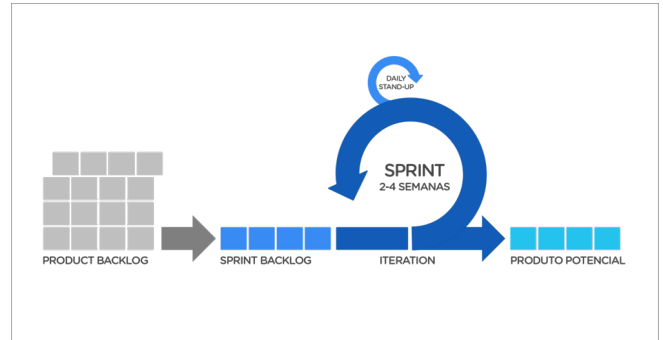 DAILY
STAND-UP
SPRINT
2-4 SEMANAS
PRODUCT BACKLOG
SPRINT BACKLOG
ITERATION
PRODUTO POTENCIAL